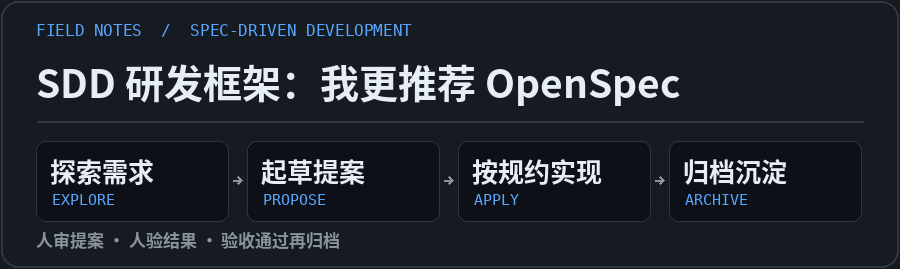 FIELD NOTES / SPEC-DRIVEN DEVELOPMENT
SDD 研发框架：我更推荐 OpenSpec
探索需求
EXPLORE
起草提案
PROPOSE
按规约实现
APPLY
归档沉淀
ARCHIVE
人审提案 · 人验结果 · 验收通过再归档